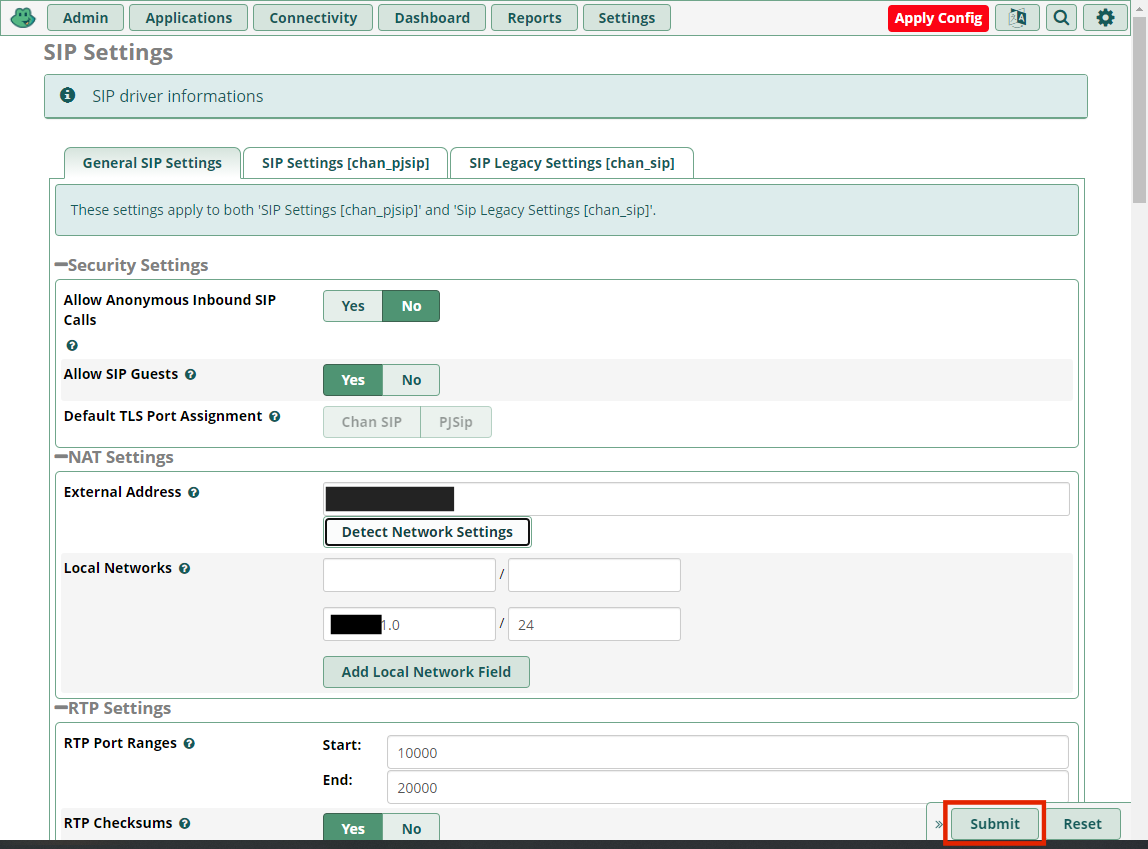 Admin Applications Connectivity Dashboard Reports Settings Apply Config
SIP Settings
SIP driver informations
General SIP Settings SIP Settings [chan_pjsip] SIP Legacy Settings [chan_sip]
These settings apply to both 'SIP Settings [chan_pjsip]' and 'Sip Legacy Settings [chan_sip]'.
Security Settings
Allow Anonymous Inbound SIP Calls Yes No
Allow SIP Guests Yes No
Default TLS Port Assignment Chan SIP PJSip
NAT Settings
External Address
Detect Network Settings
Local Networks /
1.0 / 24
Add Local Network Field
RTP Settings
RTP Port Ranges Start: 10000
End: 20000
RTP Checksums Yes No
» Submit Reset